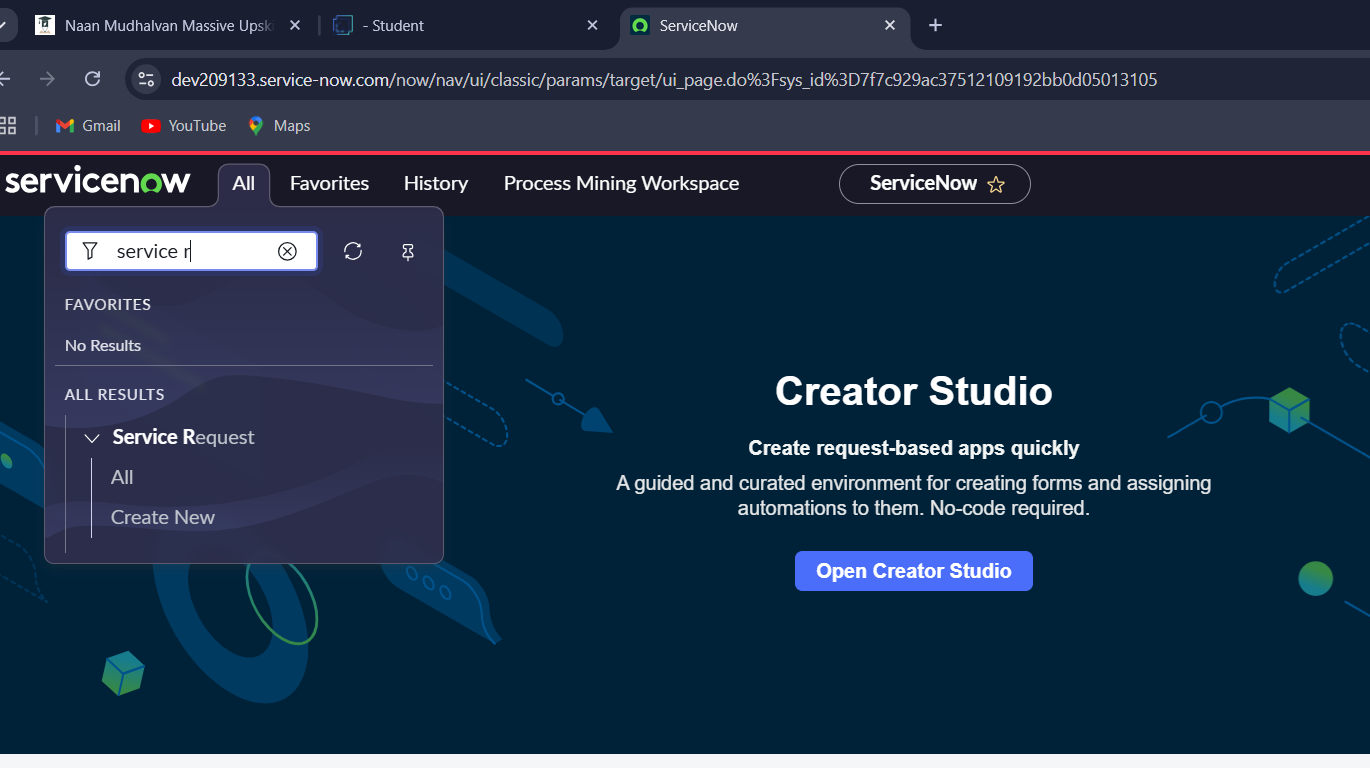 Naan Mudhalvan Massive Upski
- Student
ServiceNow
dev209133.service-now.com/now/nav/ui/classic/params/target/ui_page.do%3Fsys_id%3D7f7c929ac37512109192bb0d05013105
Gmail
YouTube
Maps
servicenow
All
Favorites
History
Process Mining Workspace
ServiceNow
service r
FAVORITES
No Results
ALL RESULTS
Service Request
All
Create New
Creator Studio
Create request-based apps quickly
A guided and curated environment for creating forms and assigning
automations to them. No-code required.
Open Creator Studio